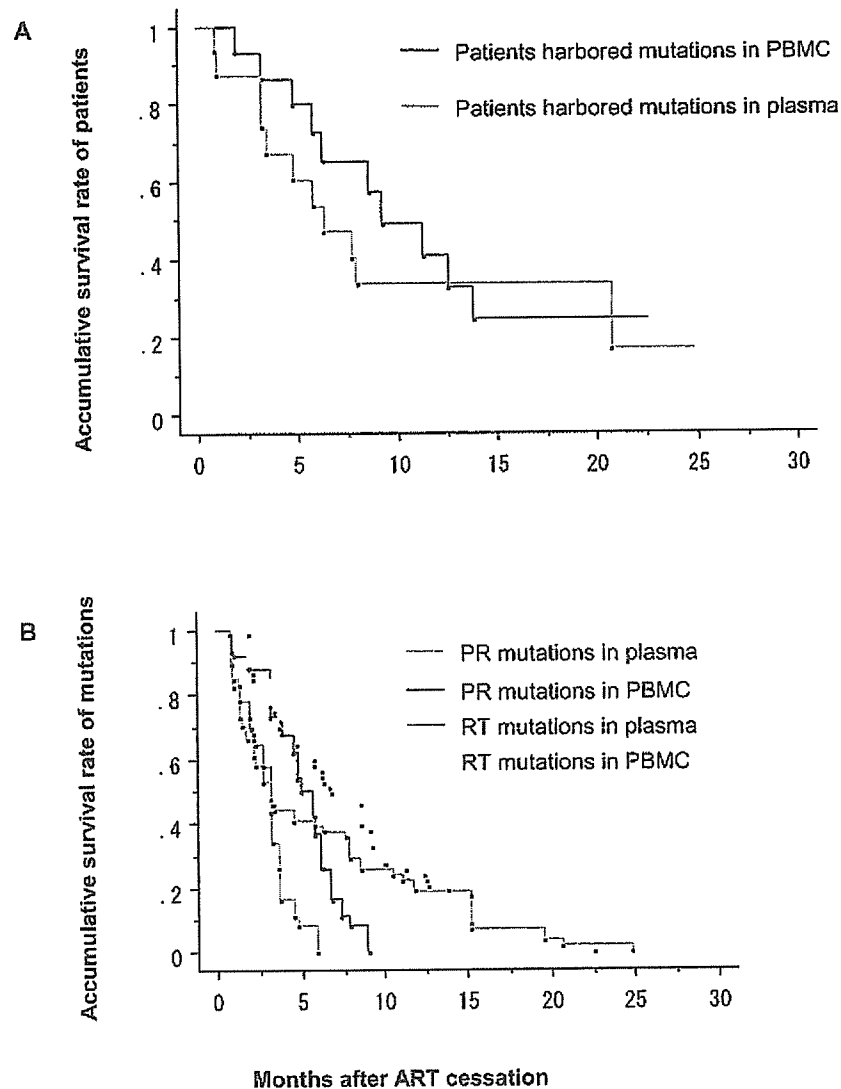 A
Accumulative survival rate of patients
1
.8
.6
.4
.2
0
0 5 10 15 20 25 30
Patients harbored mutations in PBMC
Patients harbored mutations in plasma
B
Accumulative survival rate of mutations
1
.8
.6
.4
.2
0
0 5 10 15 20 25 30
PR mutations in plasma
PR mutations in PBMC
RT mutations in plasma
RT mutations in PBMC
Months after ART cessation